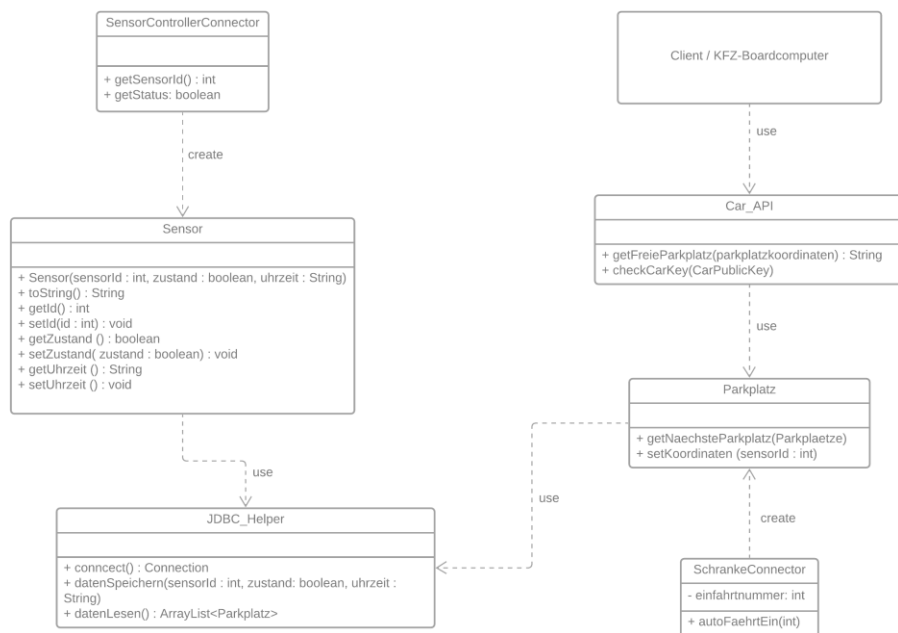 SensorControllerConnector
+ getSensorId() : int
+ getStatus: boolean
create
Sensor
+ Sensor(sensorId : int, zustand : boolean, uhrzeit : String)
+ toString() : String
+ getId() : int
+ setId(id : int) : void
+ getZustand () : boolean
+ setZustand( zustand : boolean) : void
+ getUhrzeit () : String
+ setUhrzeit () : void
use
JDBC_Helper
+ conncect() : Connection
+ datenSpeichern(sensorId : int, zustand: boolean, uhrzeit :
String)
+ datenLesen() : ArrayList<Parkplatz>
Client / KFZ-Boardcomputer
use
Car_API
+ getFreieParkplatz(parkplatzkoordinaten) : String
+ checkCarKey(CarPublicKey)
use
Parkplatz
+ getNaechsteParkplatz(Parkplaetze)
+ setKoordinaten (sensorId : int)
use
create
SchrankeConnector
- einfahrtnummer: int
+ autoFaehrtEin(int)